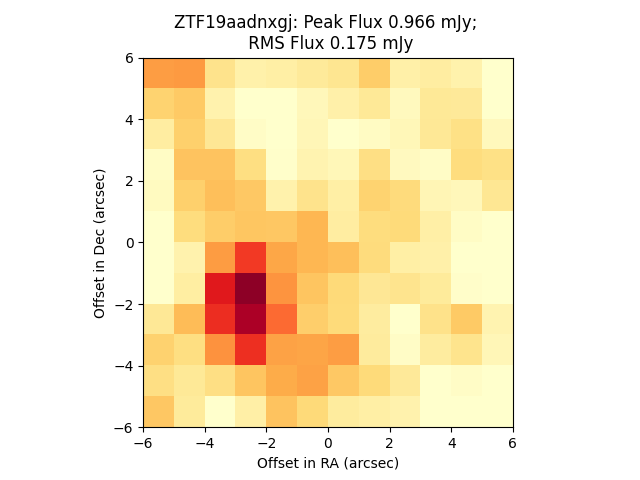 ZTF19aadnxgj: Peak Flux 0.966 mJy;
RMS Flux 0.175 mJy
6
4
2
0
−2
−4
−6
Offset in Dec (arcsec)
−6 −4 −2 0 2 4 6
Offset in RA (arcsec)